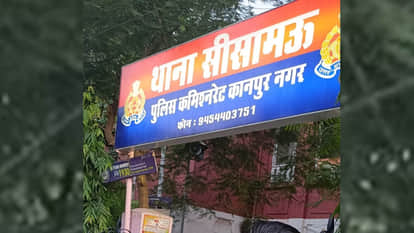 थाना सीसामऊ
पुलिस कमिश्नरेट कानपुर नगर
फोन : 9454403751